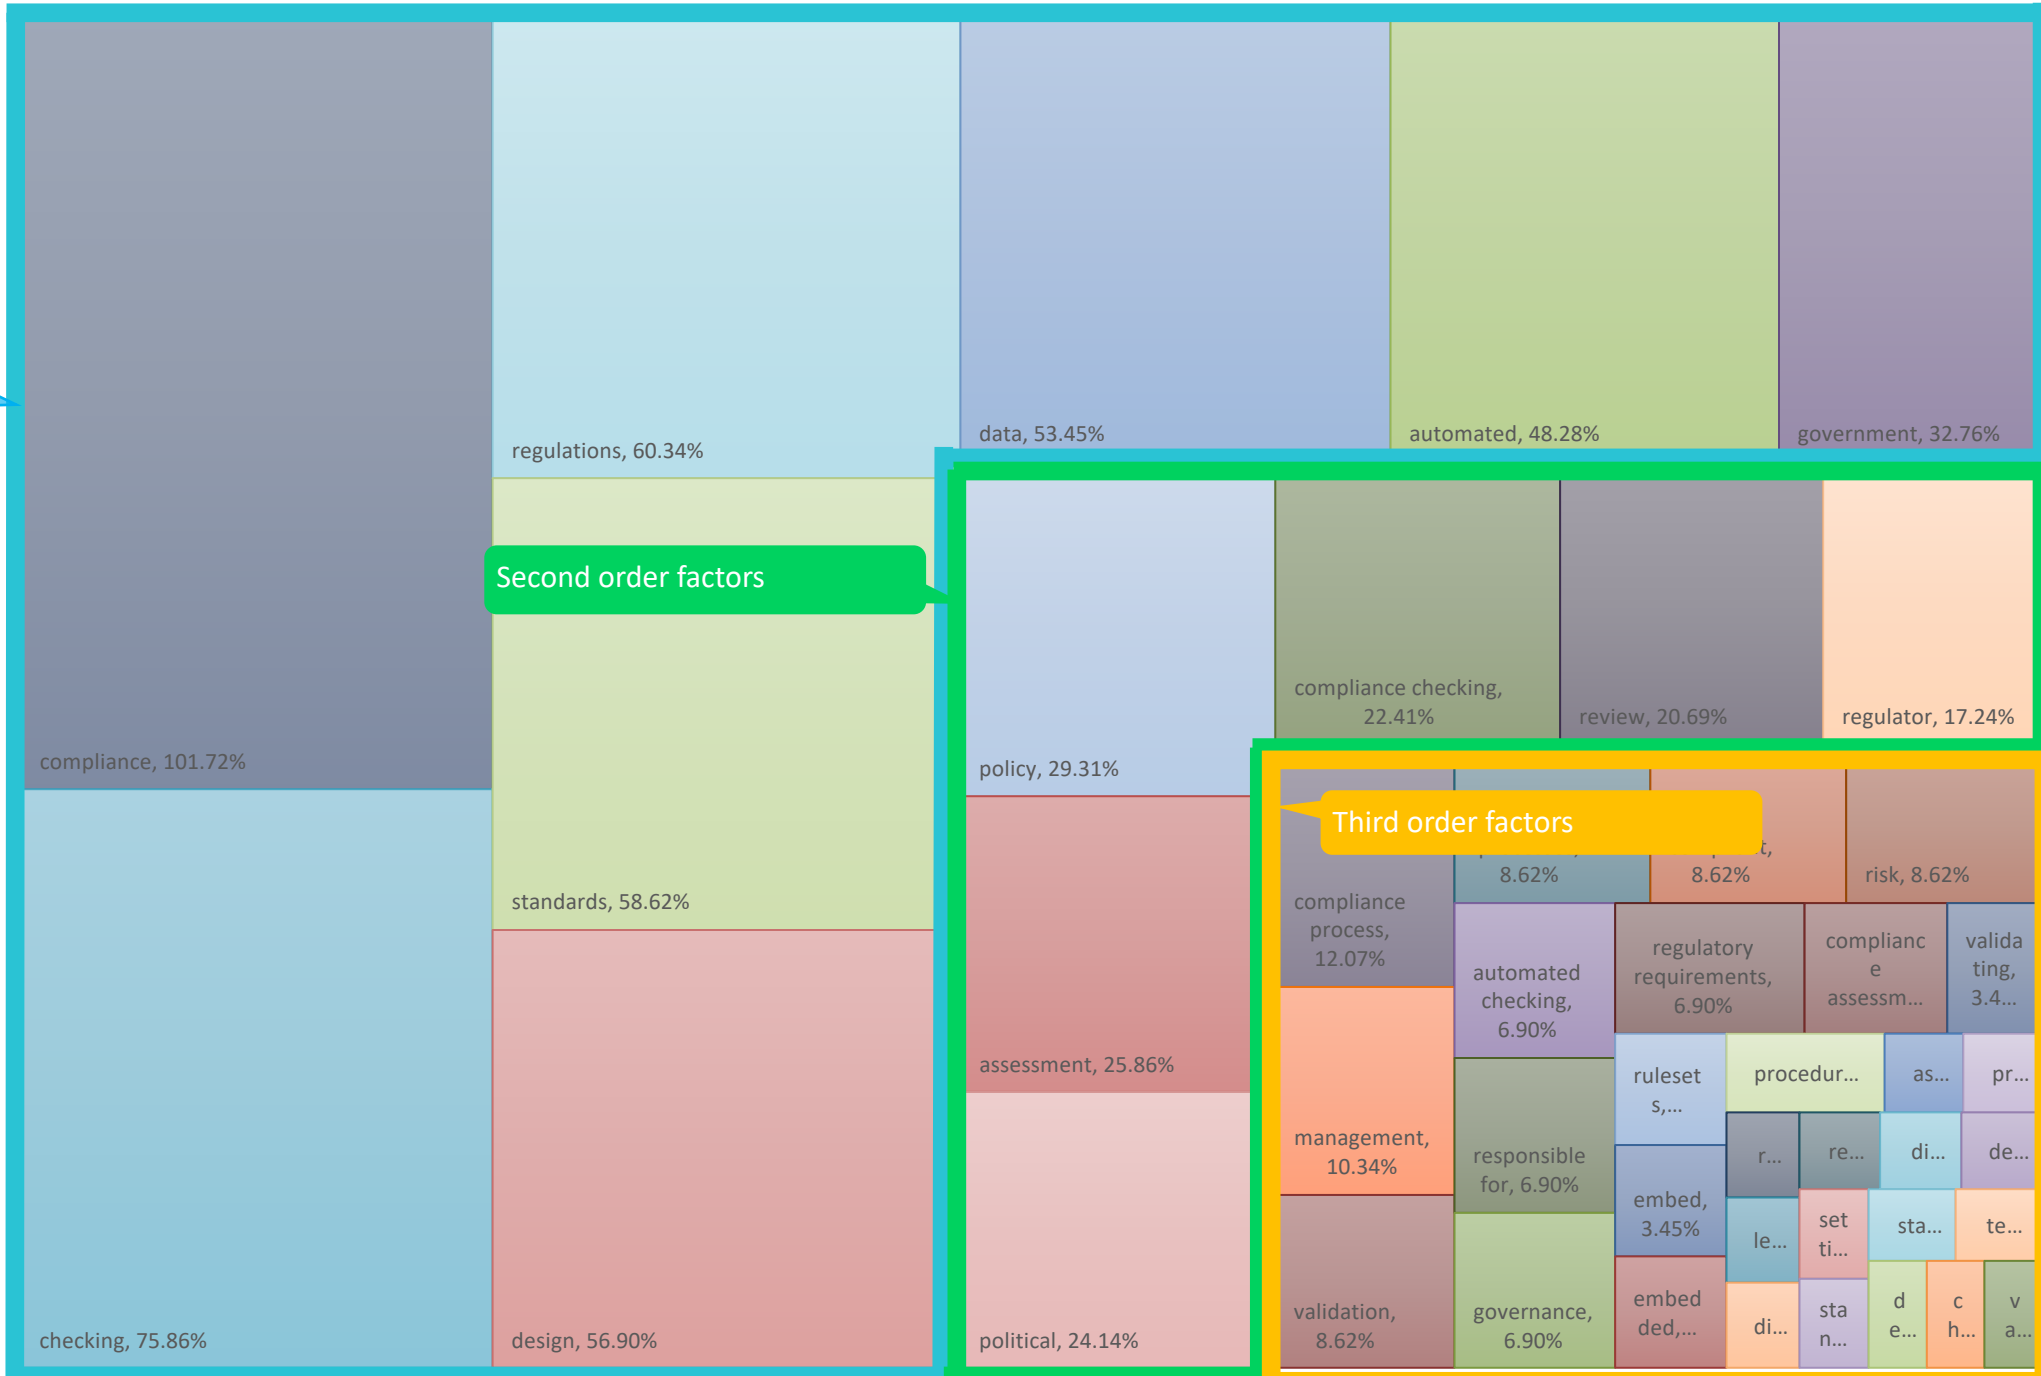 regulations, 60.34%
data, 53.45%
automated, 48.28%
government, 32.76%
Second order factors
compliance, 101.72%
compliance checking,
22.41%
review, 20.69%
regulator, 17.24%
policy, 29.31%
Third order factors
standards, 58.62%
8.62%
8.62%
risk, 8.62%
compliance
process,
12.07%
automated
checking,
6.90%
regulatory
requirements,
6.90%
complianc
e
assessm...
valida
ting,
3.4...
assessment, 25.86%
management,
10.34%
responsible
for, 6.90%
ruleset
s,...
procedur...
as...
pr...
r...
re...
di...
de...
embed,
3.45%
le...
set
ti...
sta...
te...
checking, 75.86%
design, 56.90%
political, 24.14%
validation,
8.62%
governance,
6.90%
embed
ded,...
di...
sta
n...
d
e...
c
h...
v
a...